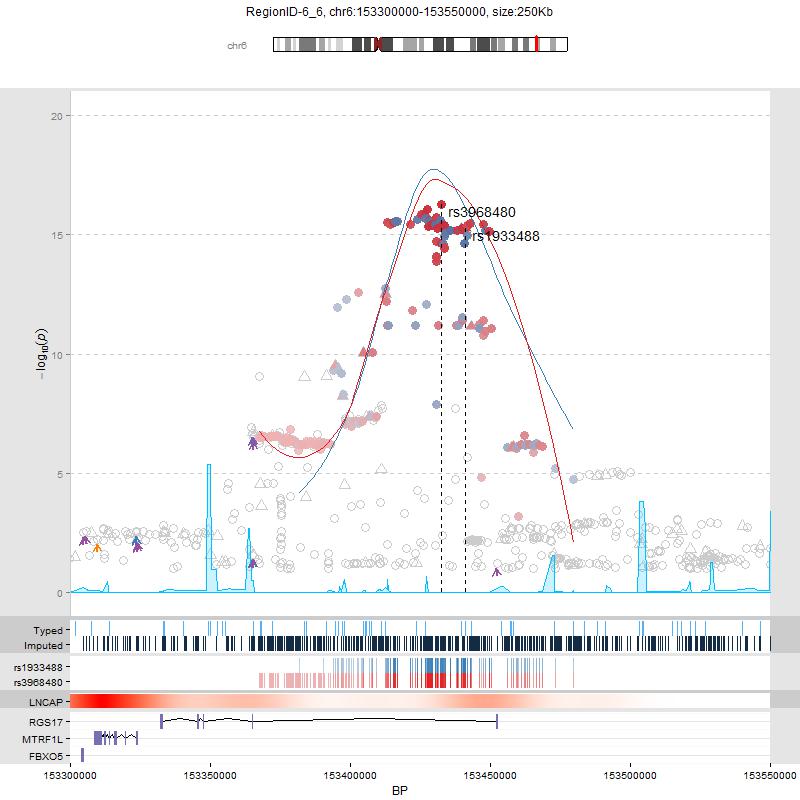 RegionID-6_6, chr6:153300000-153550000, size:250Kb
chr6
20
15
10
5
0
−log10(p)
rs3968480
rs1933488
Typed
Imputed
rs1933488
rs3968480
LNCAP
RGS17
MTRF1L
FBXO5
153300000 153350000 153400000 153450000 153500000 153550000
BP